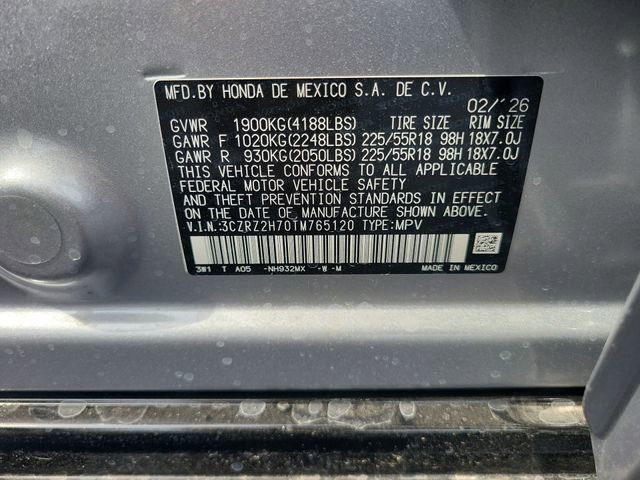 MFD.BY HONDA DE MEXICO S.A. DE C.V.
02/'26
GVWR 1900KG(4188LBS) TIRE SIZE RIM SIZE
GAWR F 1020KG(2248LBS) 225/55R18 98H 18X7.0J
GAWR R 930KG(2050LBS) 225/55R18 98H 18X7.0J
THIS VEHICLE CONFORMS TO ALL APPLICABLE
FEDERAL MOTOR VEHICLE SAFETY
AND THEFT PREVENTION STANDARDS IN EFFECT
ON THE DATE OF MANUFACTURE SHOWN ABOVE.
V.I.N.:3CZRZ2H70TM765120 TYPE:MPV
3W1 T A05 -NH932MX -W -M MADE IN MEXICO